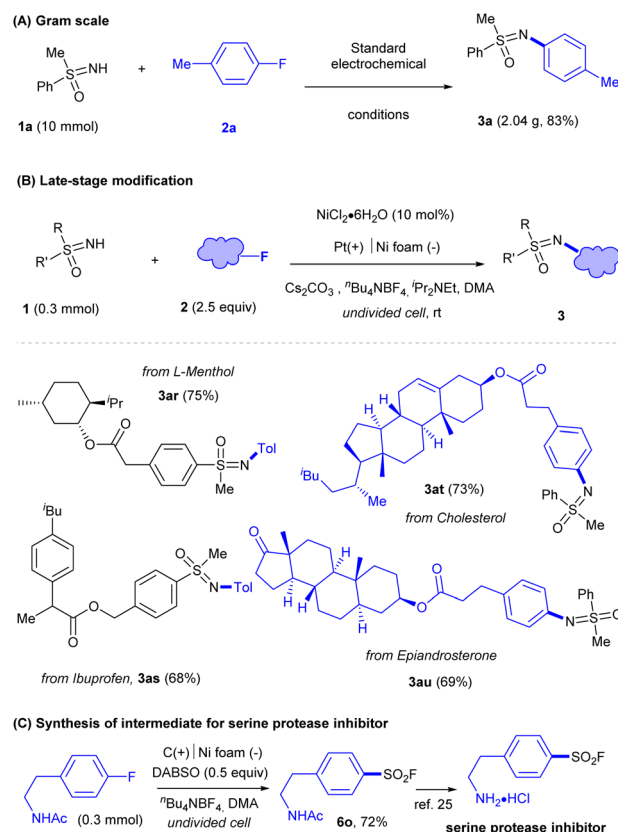 (A) Gram scale
Me
Ph
S
NH
O
+
Me
F
Standard
electrochemical
conditions
Me
Ph
S
N
O
Me
1a (10 mmol)
2a
3a (2.04 g, 83%)
(B) Late-stage modification
R
R'
S
NH
O
+
F
NiCl2•6H2O (10 mol%)
Pt(+) | Ni foam (-)
Cs2CO3 , nBu4NBF4, iPr2NEt, DMA
undivided cell, rt
R
R'
S
N
O
1 (0.3 mmol)
2 (2.5 equiv)
3
from L-Menthol
3ar (75%)
Me
iPr
O
O
O
S
N
Tol
Me
H
H
H
iBu
Me
O
O
3at (73%)
from Cholesterol
Ph
S
N
O
Me
iBu
Me
O
O
O
Me
S
N
Tol
from Ibuprofen, 3as (68%)
O
H
H
H
H
O
O
Ph
N
S
O
Me
from Epiandrosterone
3au (69%)
(C) Synthesis of intermediate for serine protease inhibitor
F
NHAc
(0.3 mmol)
C(+) | Ni foam (-)
DABSO (0.5 equiv)
nBu4NBF4, DMA
undivided cell
SO2F
NHAc
6o, 72%
ref. 25
SO2F
NH2•HCl
serine protease inhibitor